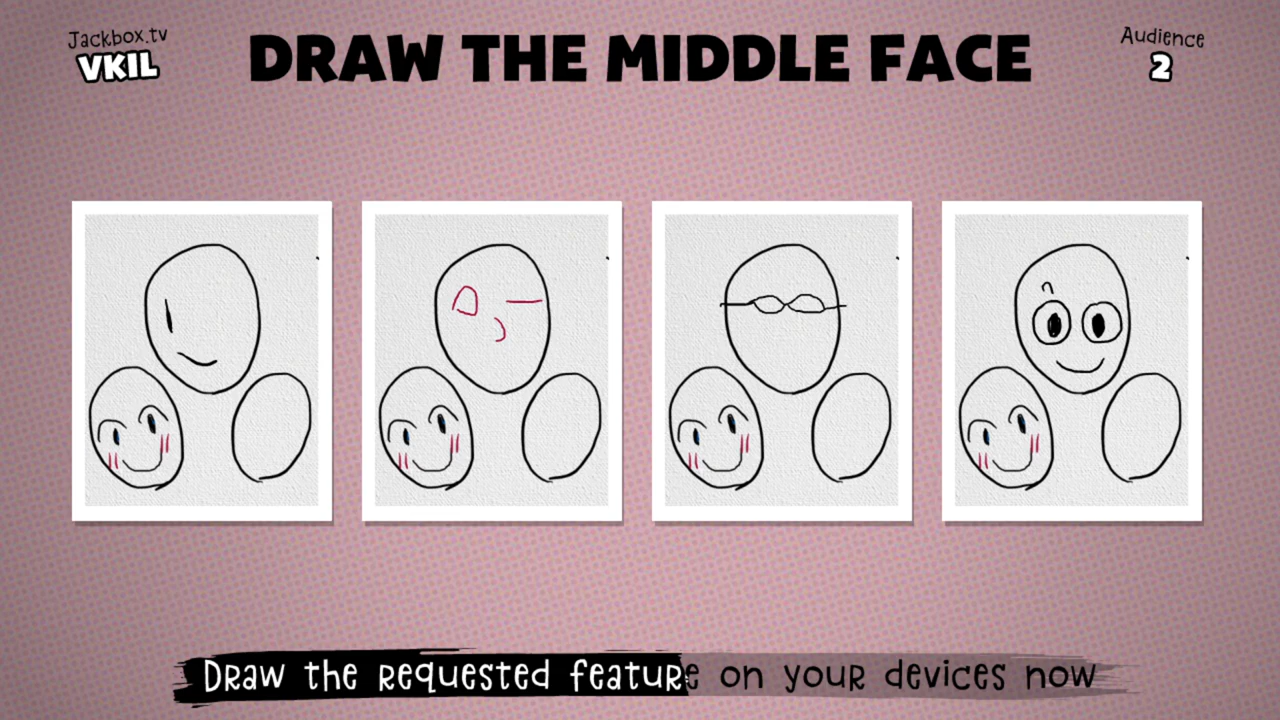 Jackbox.tv
VKIL
DRAW THE MIDDLE FACE
Audience
2
Draw the requested feature on your devices now